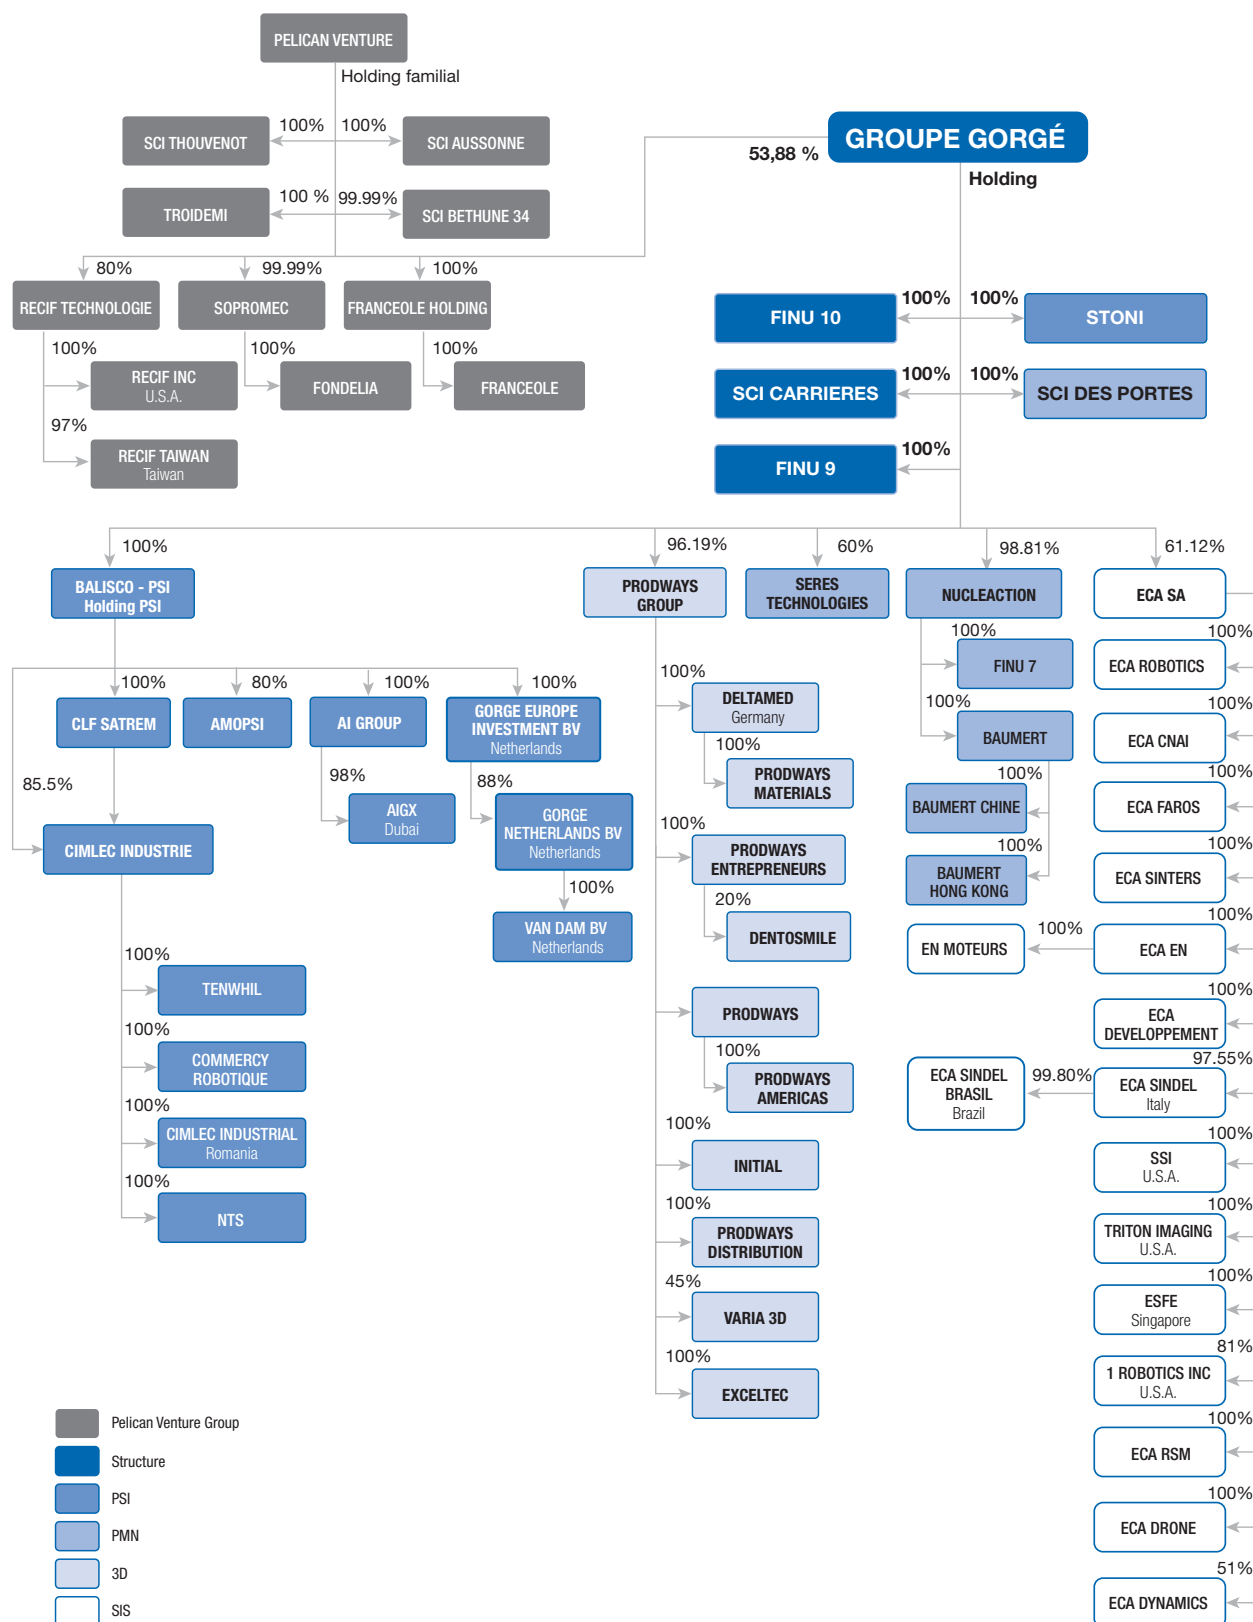 PELICAN VENTURE
Holding familial
100%
100%
SCI THOUVENOT
SCI AUSSONNE
GROUPE GORGÉ
53,88 %
Holding
100 %
99.99%
TROIDEMI
SCI BETHUNE 34
80%
99.99%
100%
RECIF TECHNOLOGIE
SOPROMEC
FRANCEOLE HOLDING
100%
100%
FINU 10
STONI
100%
100%
100%
RECIF INC
U.S.A.
FONDELIA
FRANCEOLE
100%
100%
SCI CARRIERES
SCI DES PORTES
97%
RECIF TAIWAN
Taiwan
100%
FINU 9
100%
96.19%
60%
98.81%
61.12%
BALISCO - PSI
Holding PSI
PRODWAYS
GROUP
SERES
TECHNOLOGIES
NUCLEACTION
ECA SA
100%
80%
100%
100%
CLF SATREM
AMOPSI
AI GROUP
GORGE EUROPE
INVESTMENT BV
Netherlands
85.5%
98%
88%
AIGX
Dubai
GORGE
NETHERLANDS BV
Netherlands
CIMLEC INDUSTRIE
100%
VAN DAM BV
Netherlands
100%
TENWHIL
100%
COMMERCY
ROBOTIQUE
100%
CIMLEC INDUSTRIAL
Romania
100%
NTS
100%
DELTAMED
Germany
100%
PRODWAYS
MATERIALS
100%
PRODWAYS
ENTREPRENEURS
20%
DENTOSMILE
PRODWAYS
100%
PRODWAYS
AMERICAS
100%
INITIAL
100%
PRODWAYS
DISTRIBUTION
45%
VARIA 3D
100%
EXCELTEC
100%
FINU 7
100%
BAUMERT
100%
BAUMERT CHINE
100%
BAUMERT
HONG KONG
100%
ECA ROBOTICS
100%
ECA CNAI
100%
ECA FAROS
100%
ECA SINTERS
100%
EN MOTEURS
100%
ECA EN
100%
ECA
DEVELOPPEMENT
97.55%
ECA SINDEL
BRASIL
Brazil
99.80%
ECA SINDEL
Italy
100%
SSI
U.S.A.
100%
TRITON IMAGING
U.S.A.
100%
ESFE
Singapore
81%
1 ROBOTICS INC
U.S.A.
100%
ECA RSM
100%
ECA DRONE
51%
ECA DYNAMICS
Pelican Venture Group
Structure
PSI
PMN
3D
SIS